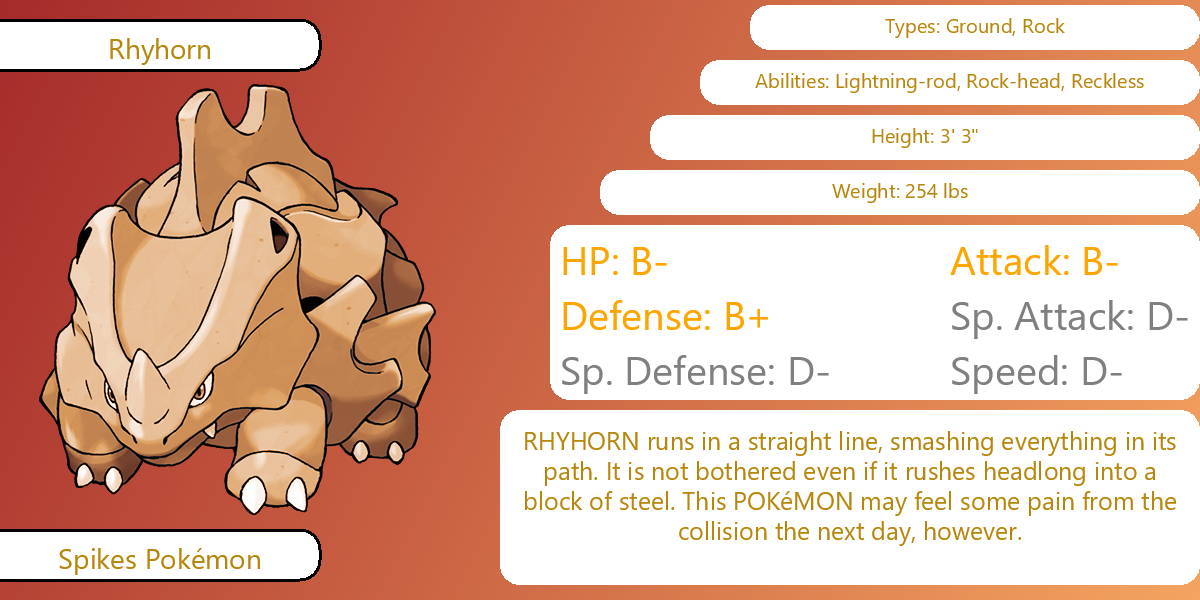 Rhyhorn
Types: Ground, Rock
Abilities: Lightning-rod, Rock-head, Reckless
Height: 3' 3"
Weight: 254 lbs
HP: B-
Attack: B-
Defense: B+
Sp. Attack: D-
Sp. Defense: D-
Speed: D-
RHYHORN runs in a straight line, smashing everything in its
path. It is not bothered even if it rushes headlong into a
block of steel. This POKéMON may feel some pain from the
collision the next day, however.
Spikes Pokémon